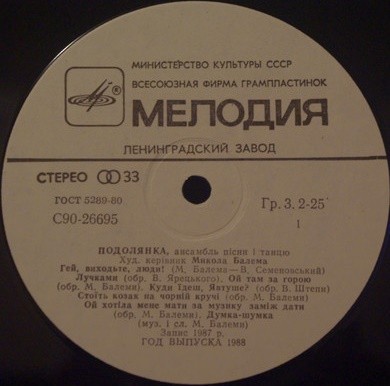 МИНИСТЕРСТВО КУЛЬТУРЫ СССР
ВСЕСОЮЗНАЯ ФИРМА ГРАМПЛАСТИНОК
® МЕЛОДИЯ
ЛЕНИНГРАДСКИЙ ЗАВОД
СТЕРЕО 33
ГОСТ 5289-80
С90-26695
Гр. 3. 2-25
1
ПОДОЛЯНКА, ансамбль пісни і танцю
Худ. керівник Микола Балема
Гей, виходьте, люди! (М. Балема—В. Семеновський)
Лучками (обр. В. Ярецького). Ой там за горою
(обр. М. Балеми). Куди їдеш, Явтуше? (обр. В. Штепи)
Стоїть козак на чорній кручі (обр. М. Балеми)
Ой хотіла мене мати за музику заміж дати
(обр. М. Балеми). Думка-шумка
(муз. і сл. М. Балеми)
Запис 1987 р.
ГОД ВЫПУСКА 1988